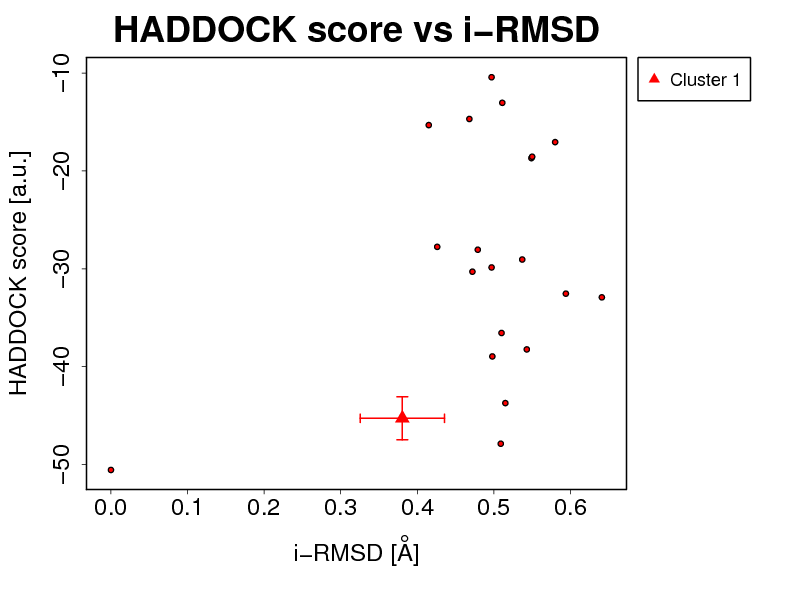 HADDOCK score vs i−RMSD
Cluster 1
HADDOCK score [a.u.]
−10
−20
−30
−40
−50
0.0 0.1 0.2 0.3 0.4 0.5 0.6
i−RMSD [Å]